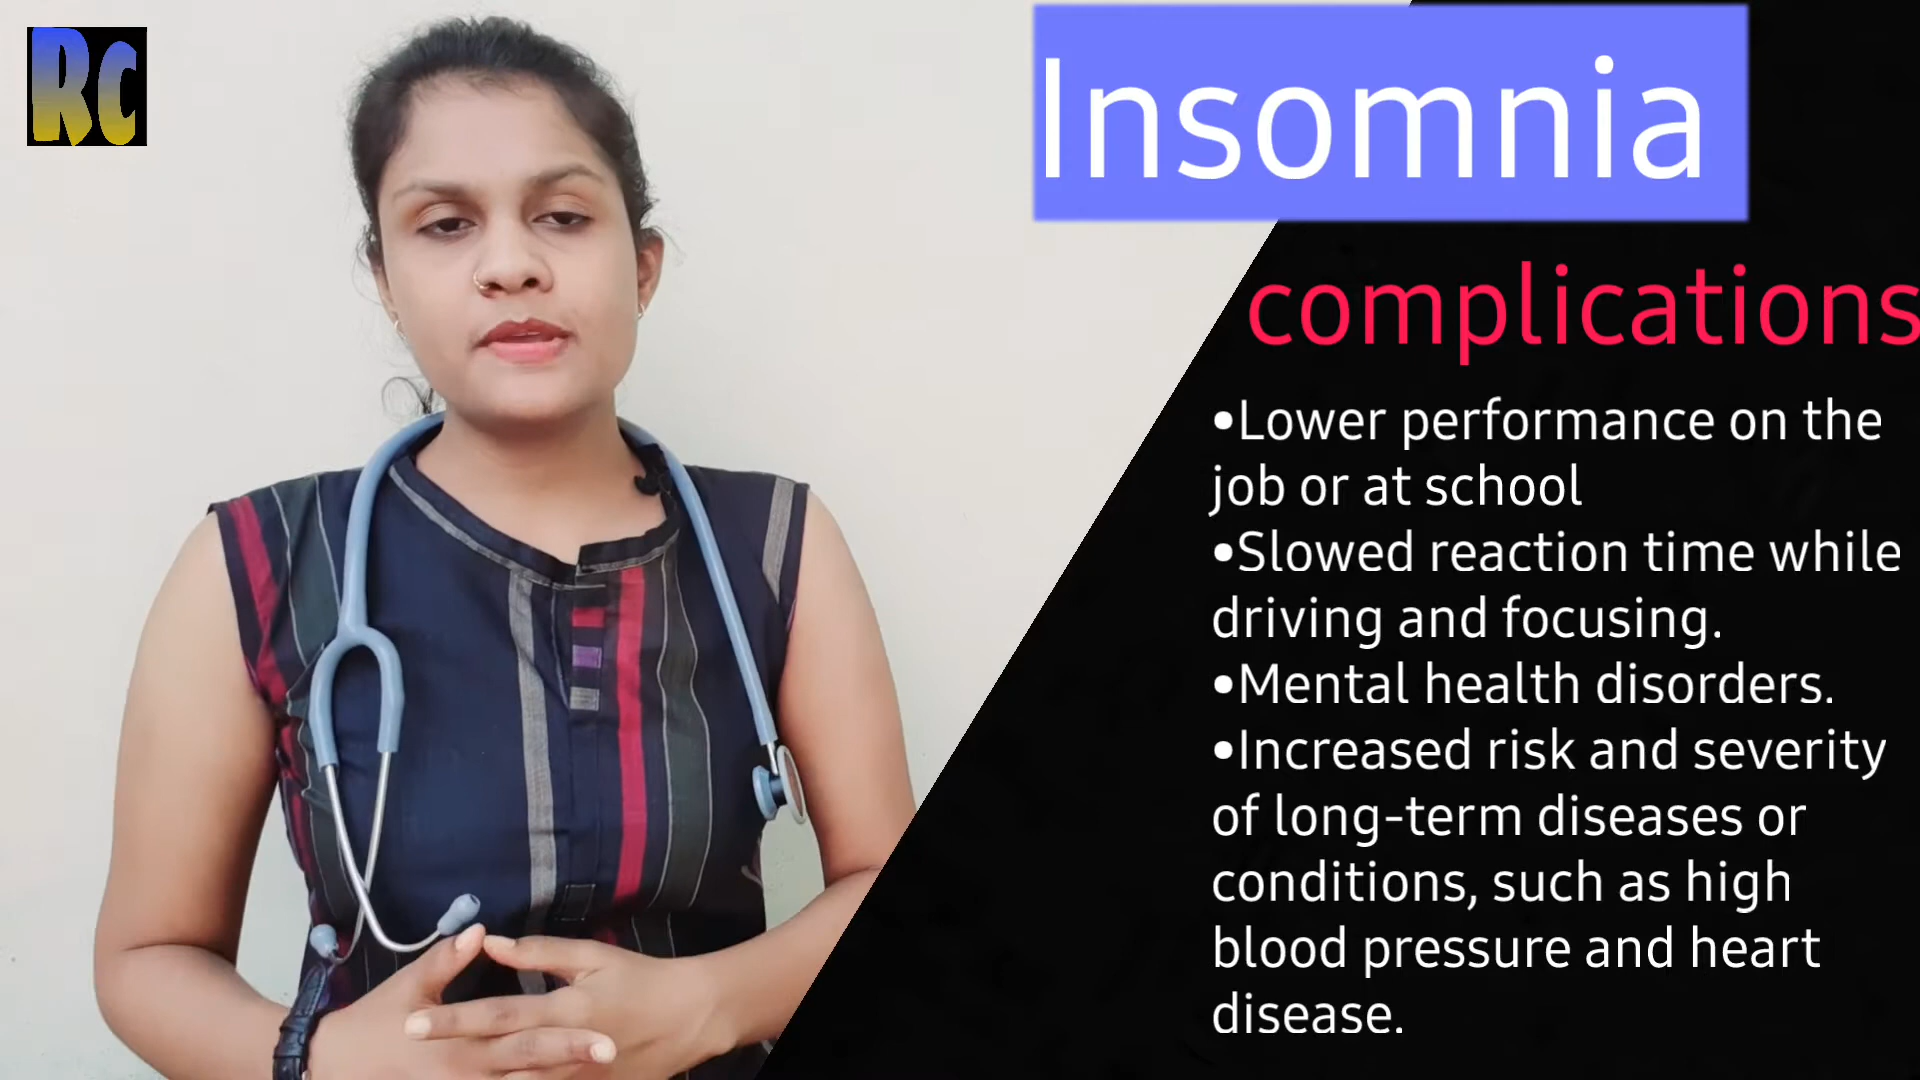 Rc
Insomnia
complications
•Lower performance on the
job or at school
•Slowed reaction time while
driving and focusing.
•Mental health disorders.
•Increased risk and severity
of long-term diseases or
conditions, such as high
blood pressure and heart
disease.